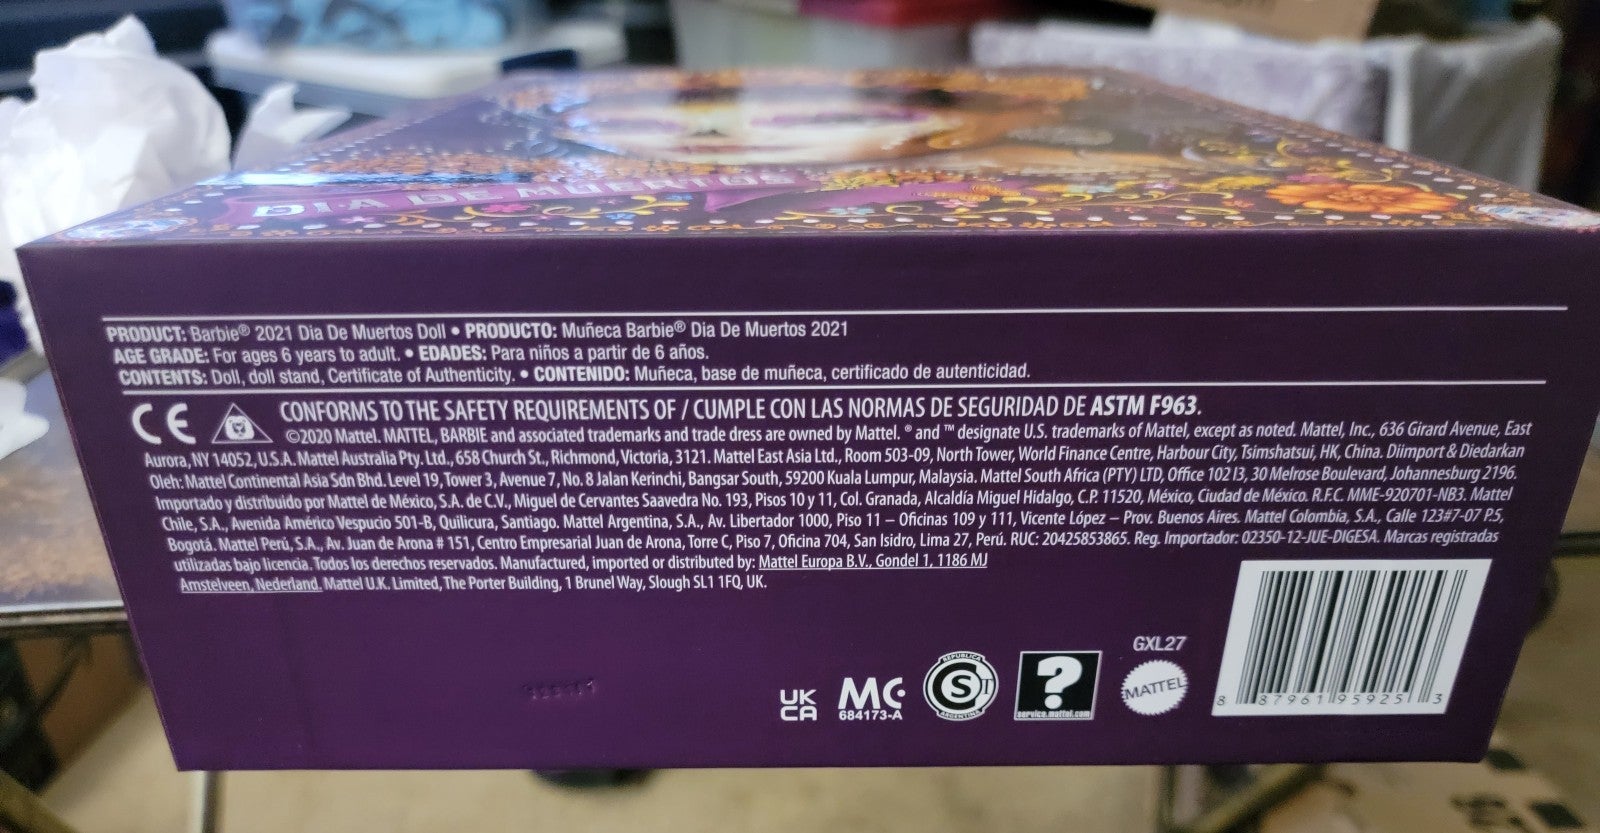 DIA DE MUERTOS
PRODUCT: Barbie® 2021 Dia De Muertos Doll • PRODUCTO: Muñeca Barbie® Dia De Muertos 2021
AGE GRADE: For ages 6 years to adult. • EDADES: Para niños a partir de 6 años.
CONTENTS: Doll, doll stand, Certificate of Authenticity. • CONTENIDO: Muñeca, base de muñeca, certificado de autenticidad.
CE CONFORMS TO THE SAFETY REQUIREMENTS OF / CUMPLE CON LAS NORMAS DE SEGURIDAD DE ASTM F963.
©2020 Mattel. MATTEL, BARBIE and associated trademarks and trade dress are owned by Mattel. ® and ™ designate U.S. trademarks of Mattel, except as noted. Mattel, Inc., 636 Girard Avenue, East
Aurora, NY 14052, U.S.A. Mattel Australia Pty. Ltd., 658 Church St., Richmond, Victoria, 3121. Mattel East Asia Ltd., Room 503-09, North Tower, World Finance Centre, Harbour City, Tsimshatsui, HK, China. Diimport & Diedarkan
Oleh: Mattel Continental Asia Sdn Bhd. Level 19, Tower 3, Avenue 7, No. 8 Jalan Kerinchi, Bangsar South, 59200 Kuala Lumpur, Malaysia. Mattel South Africa (PTY) LTD, Office 102 I3, 30 Melrose Boulevard, Johannesburg 2196.
Importado y distribuido por Mattel de México, S.A. de C.V., Miguel de Cervantes Saavedra No. 193, Pisos 10 y 11, Col. Granada, Alcaldía Miguel Hidalgo, C.P. 11520, México, Ciudad de México. R.F.C. MME-920701-NB3. Mattel
Chile, S.A., Avenida Américo Vespucio 501-B, Quilicura, Santiago. Mattel Argentina, S.A., Av. Libertador 1000, Piso 11 – Oficinas 109 y 111, Vicente López – Prov. Buenos Aires. Mattel Colombia, S.A., Calle 123#7-07 P.5,
Bogotá. Mattel Perú, S.A., Av. Juan de Arona # 151, Centro Empresarial Juan de Arona, Torre C, Piso 7, Oficina 704, San Isidro, Lima 27, Perú. RUC: 20425853865. Reg. Importador: 02350-12-JUE-DIGESA. Marcas registradas
utilizadas bajo licencia. Todos los derechos reservados. Manufactured, imported or distributed by: Mattel Europa B.V., Gondel 1, 1186 MJ
Amstelveen, Nederland. Mattel U.K. Limited, The Porter Building, 1 Brunel Way, Slough SL1 1FQ, UK.
GXL27
UK
CA
MC
684173-A
REPUBLICA
S T
ARGENTINA
?
service.mattel.com
MATTEL
8 87961 95925 3